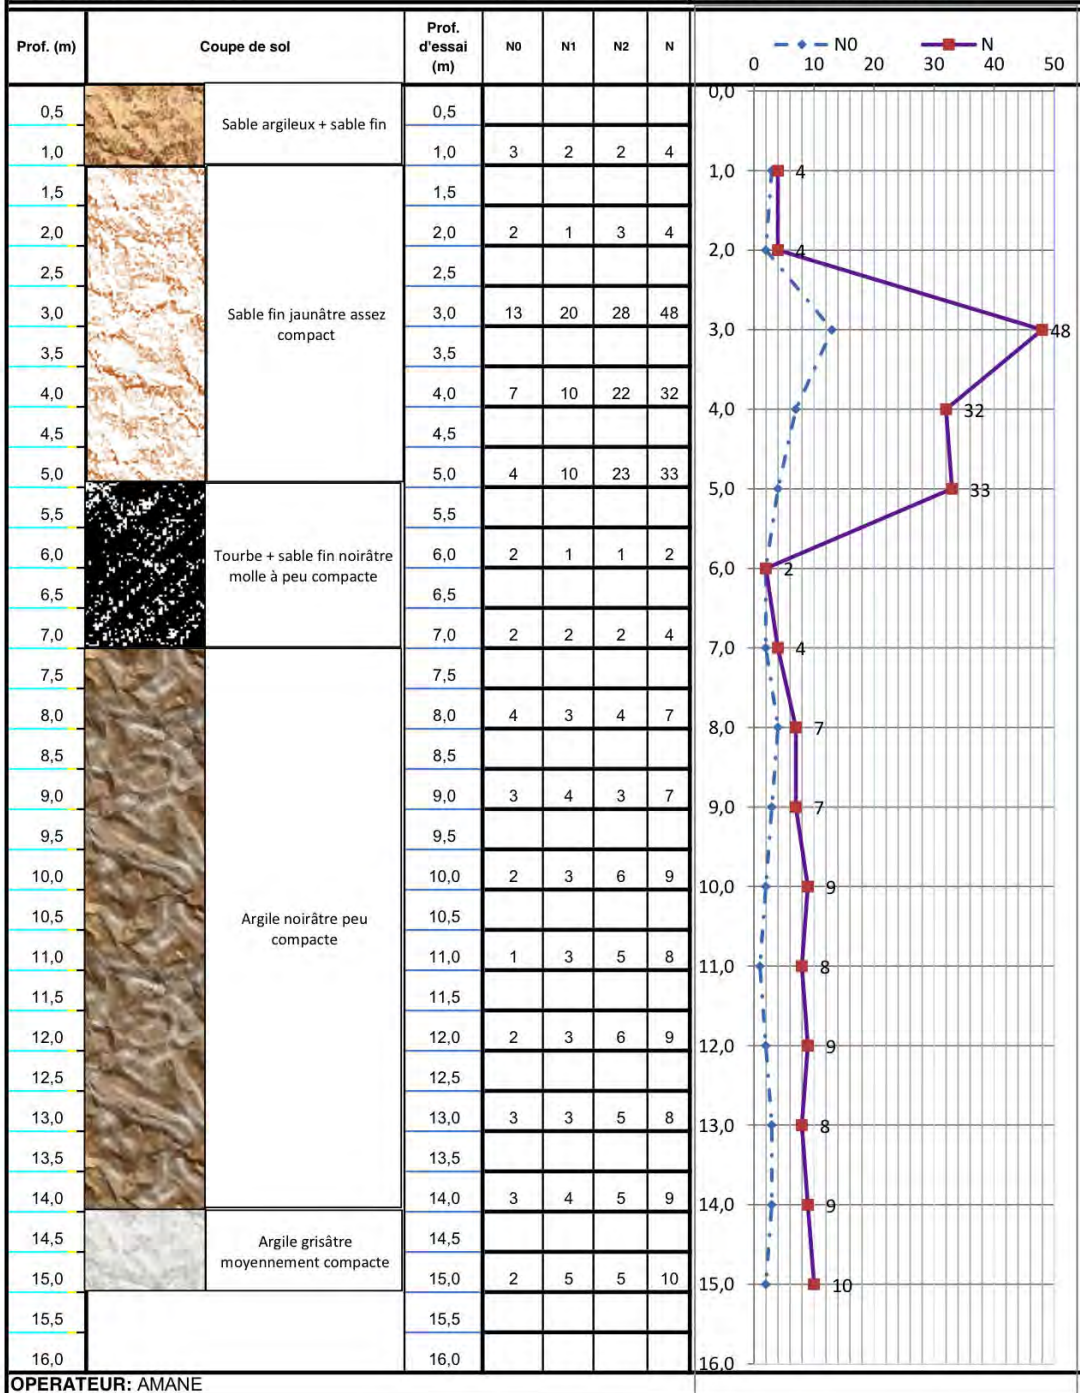 Prof. (m) Coupe de sol Prof. d'essai (m) N0 N1 N2 N
N0 N
0 10 20 30 40 50
0,0
0,5 0,5
Sable argileux + sable fin
1,0 1,0 3 2 2 4 1,0 4
1,5 1,5
2,0 2,0 2 1 3 4 2,0 4
2,5 2,5
3,0 Sable fin jaunâtre assez 3,0 13 20 28 48 3,0 48
compact
3,5 3,5
4,0 4,0 7 10 22 32 4,0 32
4,5 4,5
5,0 5,0 4 10 23 33 5,0 33
5,5 5,5
6,0 Tourbe + sable fin noirâtre 6,0 2 1 1 2 6,0 2
molle à peu compacte
6,5 6,5
7,0 7,0 2 2 2 4 7,0 4
7,5 7,5
8,0 8,0 4 3 4 7 8,0 7
8,5 8,5
9,0 9,0 3 4 3 7 9,0 7
9,5 9,5
10,0 10,0 2 3 6 9 10,0 9
10,5 Argile noirâtre peu 10,5
compacte
11,0 11,0 1 3 5 8 11,0 8
11,5 11,5
12,0 12,0 2 3 6 9 12,0 9
12,5 12,5
13,0 13,0 3 3 5 8 13,0 8
13,5 13,5
14,0 14,0 3 4 5 9 14,0 9
14,5 Argile grisâtre 14,5
moyennement compacte
15,0 15,0 2 5 5 10 15,0 10
15,5 15,5
16,0 16,0 16,0
OPERATEUR: AMANE